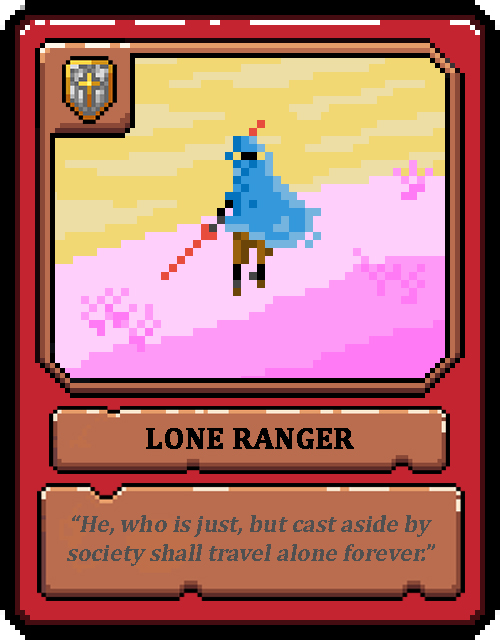 LONE RANGER
“He, who is just, but cast aside by
society shall travel alone forever.”